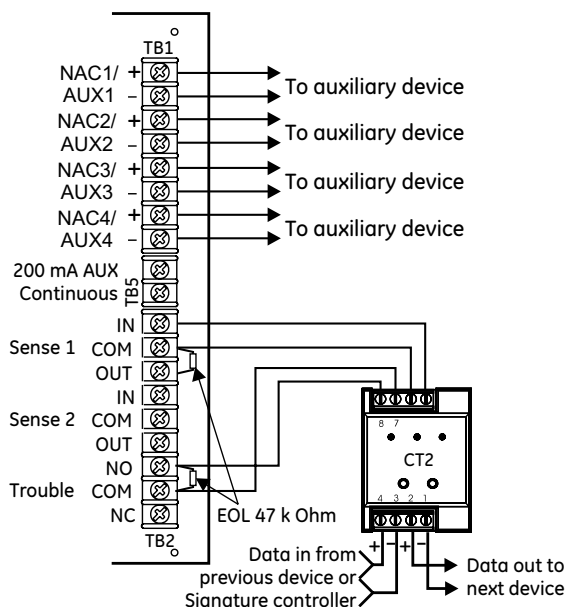 TB1
NAC1/ +
AUX1 −
To auxiliary device
NAC2/ +
AUX2 −
To auxiliary device
NAC3/ +
AUX3 −
To auxiliary device
NAC4/ +
AUX4 −
To auxiliary device
200 mA AUX
Continuous
TB5
IN
Sense 1 COM
OUT
IN
Sense 2 COM
OUT
NO
Trouble COM
NC
TB2
EOL 47 k Ohm
8 7
CT2
4 3 2 1
+ − + −
Data in from
previous device or
Signature controller
Data out to
next device